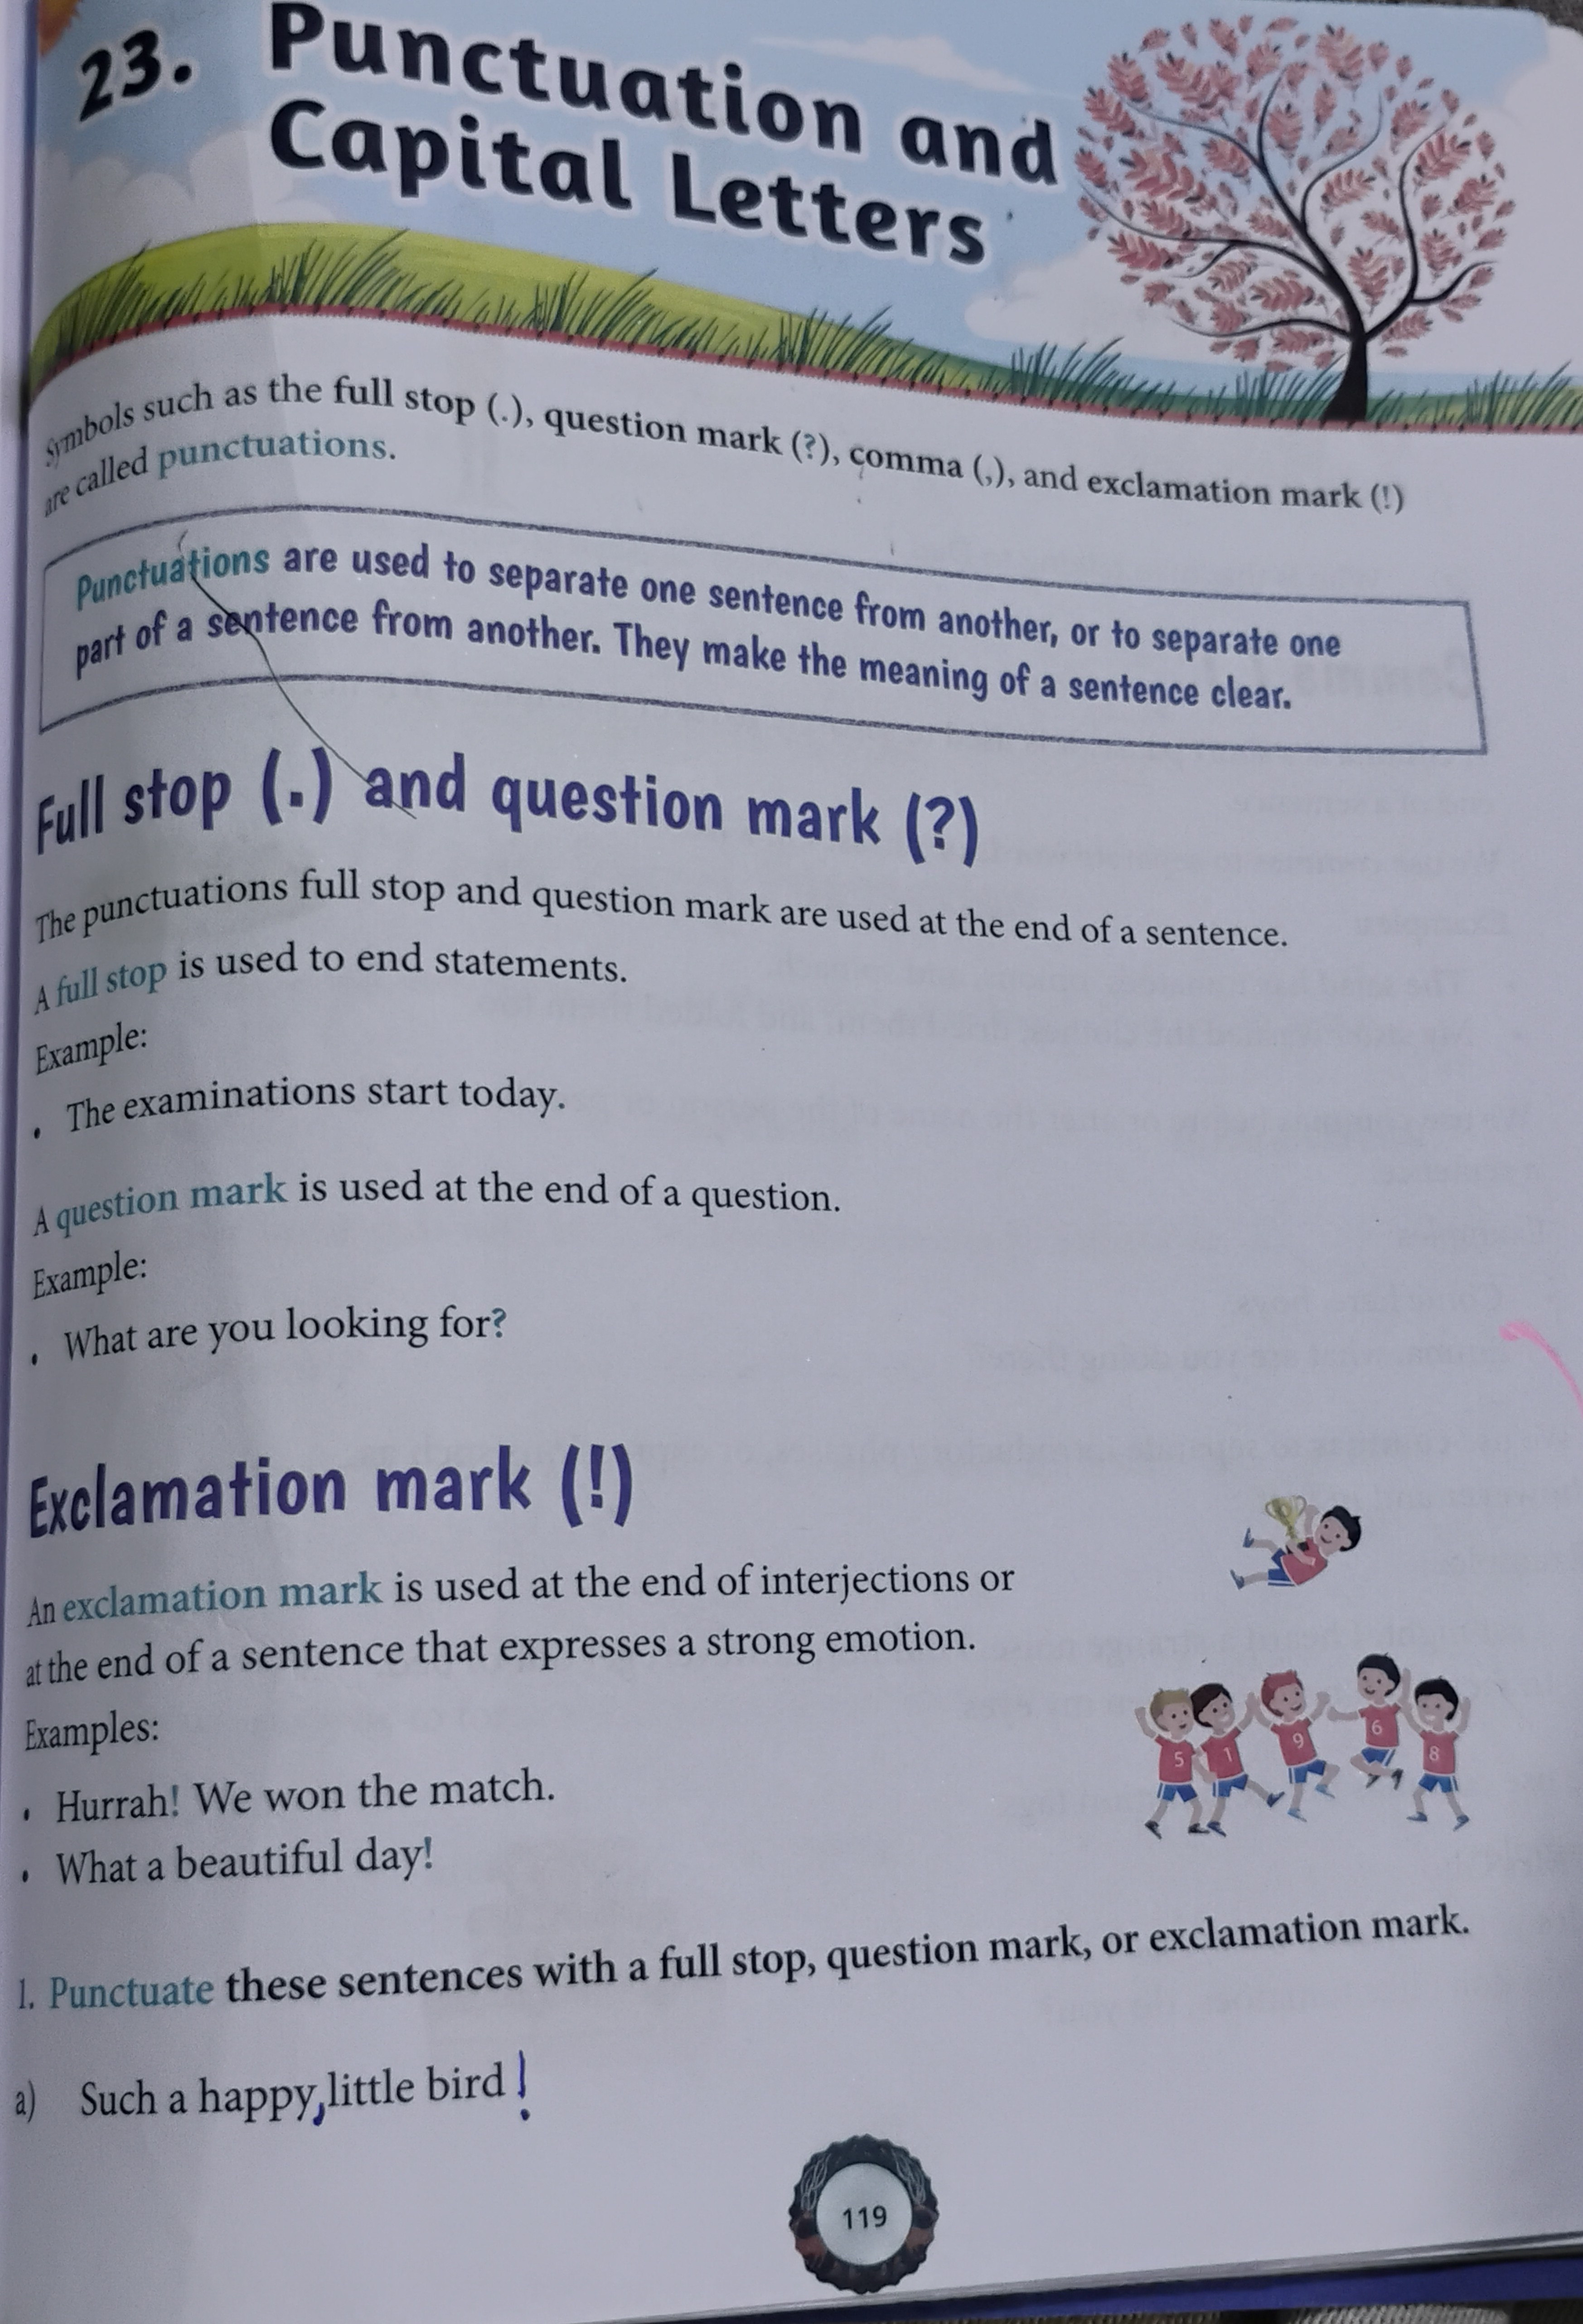 23. Punctuation and
Capital Letters
Symbols such as the full stop (.), question mark (?), comma (,), and exclamation mark (!)
are called punctuations.
Punctuations are used to separate one sentence from another, or to separate one
part of a sentence from another. They make the meaning of a sentence clear.
Full stop (.) and question mark (?)
The punctuations full stop and question mark are used at the end of a sentence.
A full stop is used to end statements.
Example:
• The examinations start today.
A question mark is used at the end of a question.
Example:
• What are you looking for?
Exclamation mark (!)
An exclamation mark is used at the end of interjections or
at the end of a sentence that expresses a strong emotion.
Examples:
• Hurrah! We won the match.
• What a beautiful day!
5 1 9 6 8
1. Punctuate these sentences with a full stop, question mark, or exclamation mark.
a) Such a happy, little bird !
119